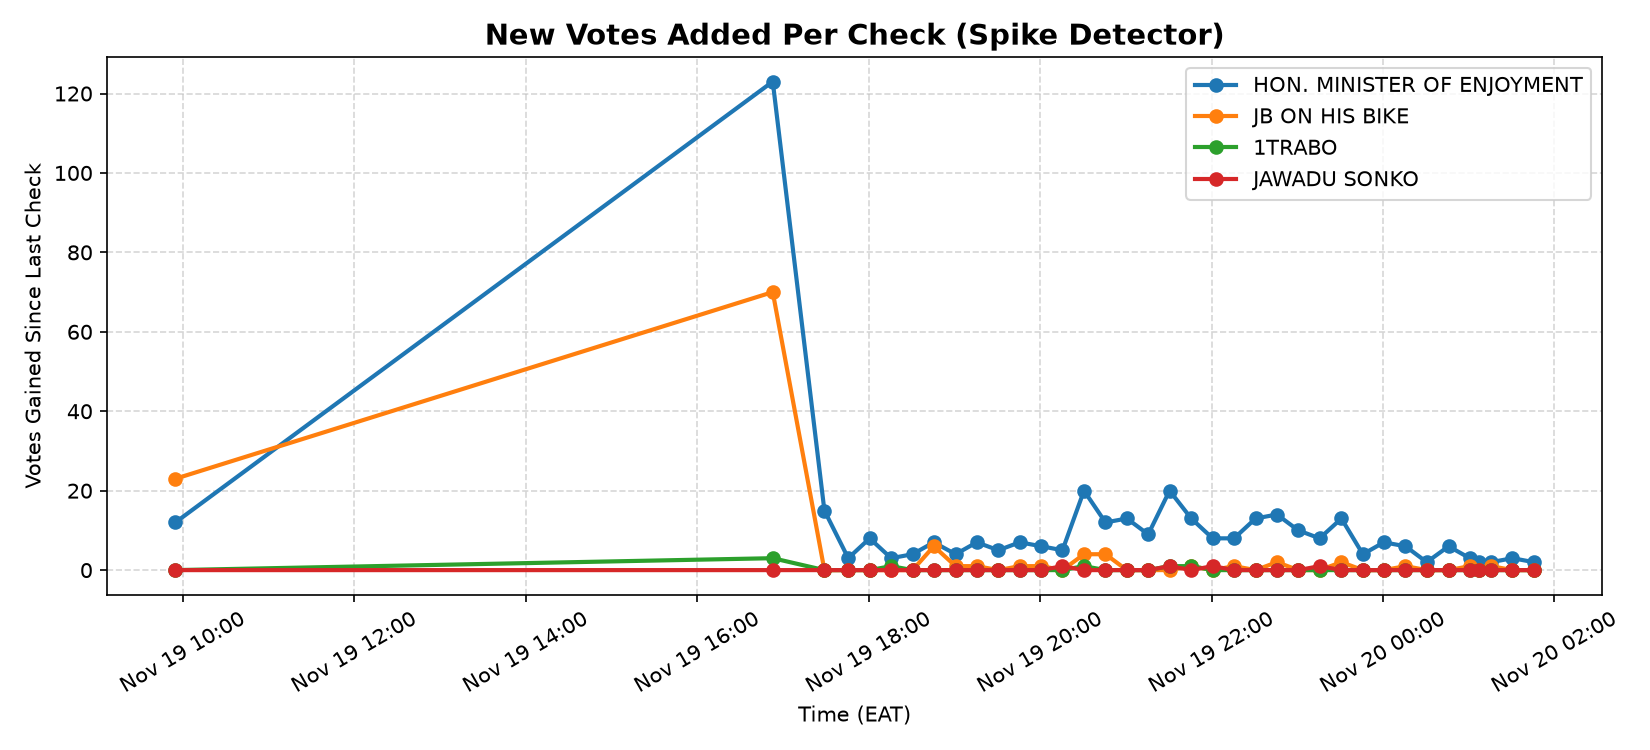 New Votes Added Per Check (Spike Detector)
HON. MINISTER OF ENJOYMENT
JB ON HIS BIKE
1TRABO
JAWADU SONKO
Votes Gained Since Last Check
120
100
80
60
40
20
0
Nov 19 10:00
Nov 19 12:00
Nov 19 14:00
Nov 19 16:00
Nov 19 18:00
Nov 19 20:00
Nov 19 22:00
Nov 20 00:00
Nov 20 02:00
Time (EAT)